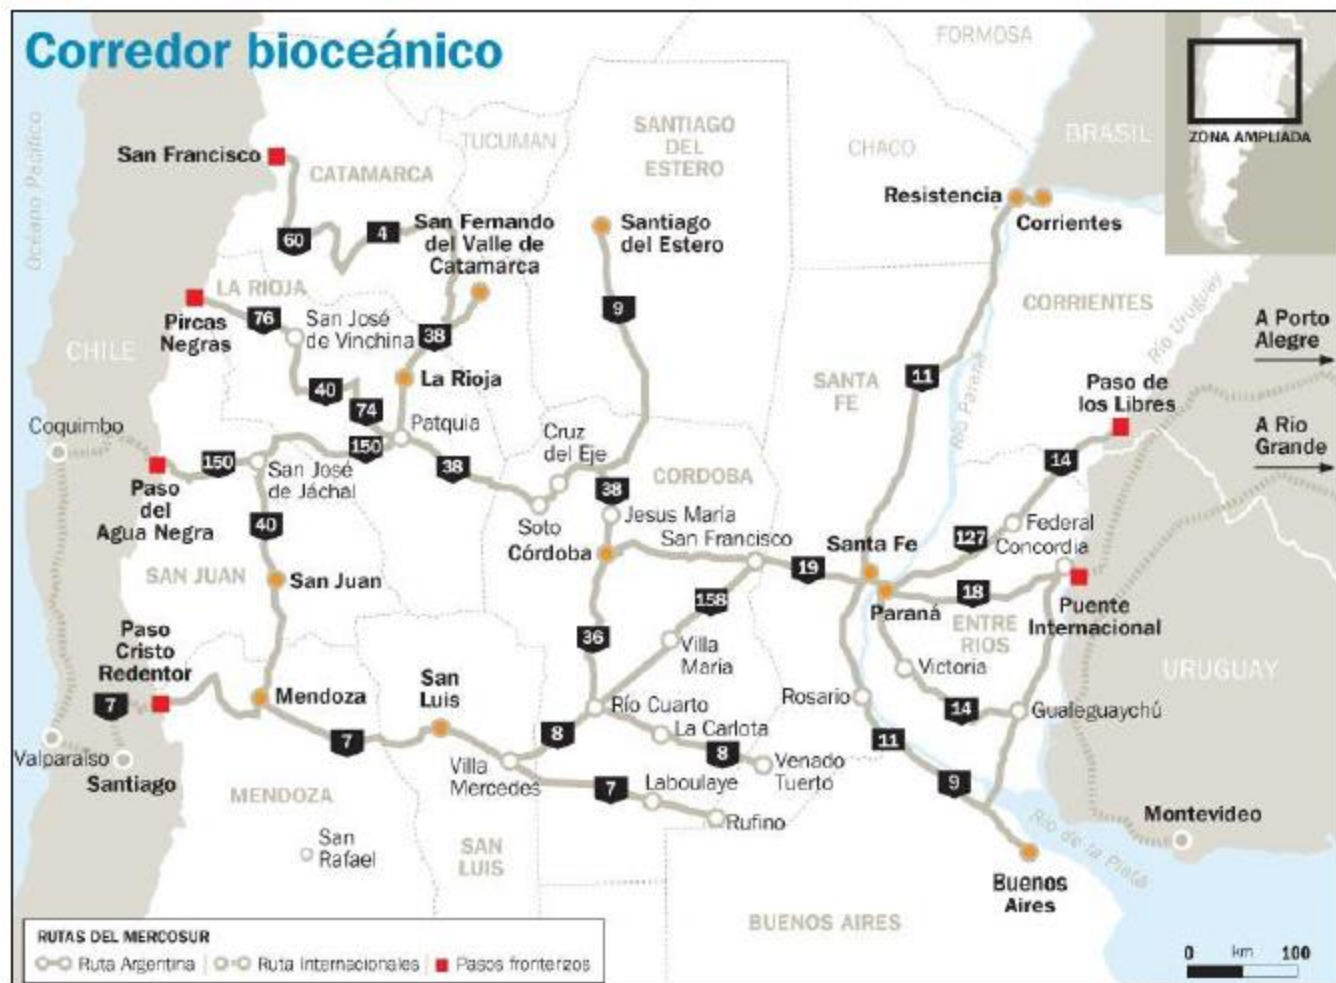 Corredor bioceánico
FORMOSA
ZONA AMPLIADA
BRASIL
Océano Pacífico
San Francisco
CATAMARCA
TUCUMAN
SANTIAGO
DEL
ESTERO
CHACO
Resistencia
Corrientes
60
4
San Fernando
del Valle de
Catamarca
Santiago
del Estero
9
LA RIOJA
Pircas
Negras
76
San José
de Vinchina
38
CHILE
CORRIENTES
Río Uruguay
A Porto
Alegre
La Rioja
40
74
Patquia
SANTA
FE
11
Río Paraná
Paso de
los Libres
A Rio
Grande
Coquimbo
150
Paso
del
Agua Negra
San José
de Jáchal
150
38
Cruz
del Eje
Soto
38
CORDOBA
Jesus María
14
40
SAN JUAN
San Juan
Córdoba
San Francisco
19
Santa Fe
127
Federal
Concordia
158
Paraná
18
Puente
Internacional
ENTRE
RIOS
Paso
Cristo
Redentor
7
36
Villa
Maria
Victoria
URUGUAY
Mendoza
San
Luis
Río Cuarto
Rosario
14
Gualeguaychú
7
8
La Carlota
8
Venado
Tuerto
11
9
Valparaíso
Santiago
MENDOZA
Villa
Mercedes
7
Laboulaye
Rufino
Río de la Plata
Montevideo
San
Rafael
SAN
LUIS
Buenos
Aires
BUENOS AIRES
RUTAS DEL MERCOSUR
Ruta Argentina
Ruta Internacionales
Pasos fronterizos
0 km 100